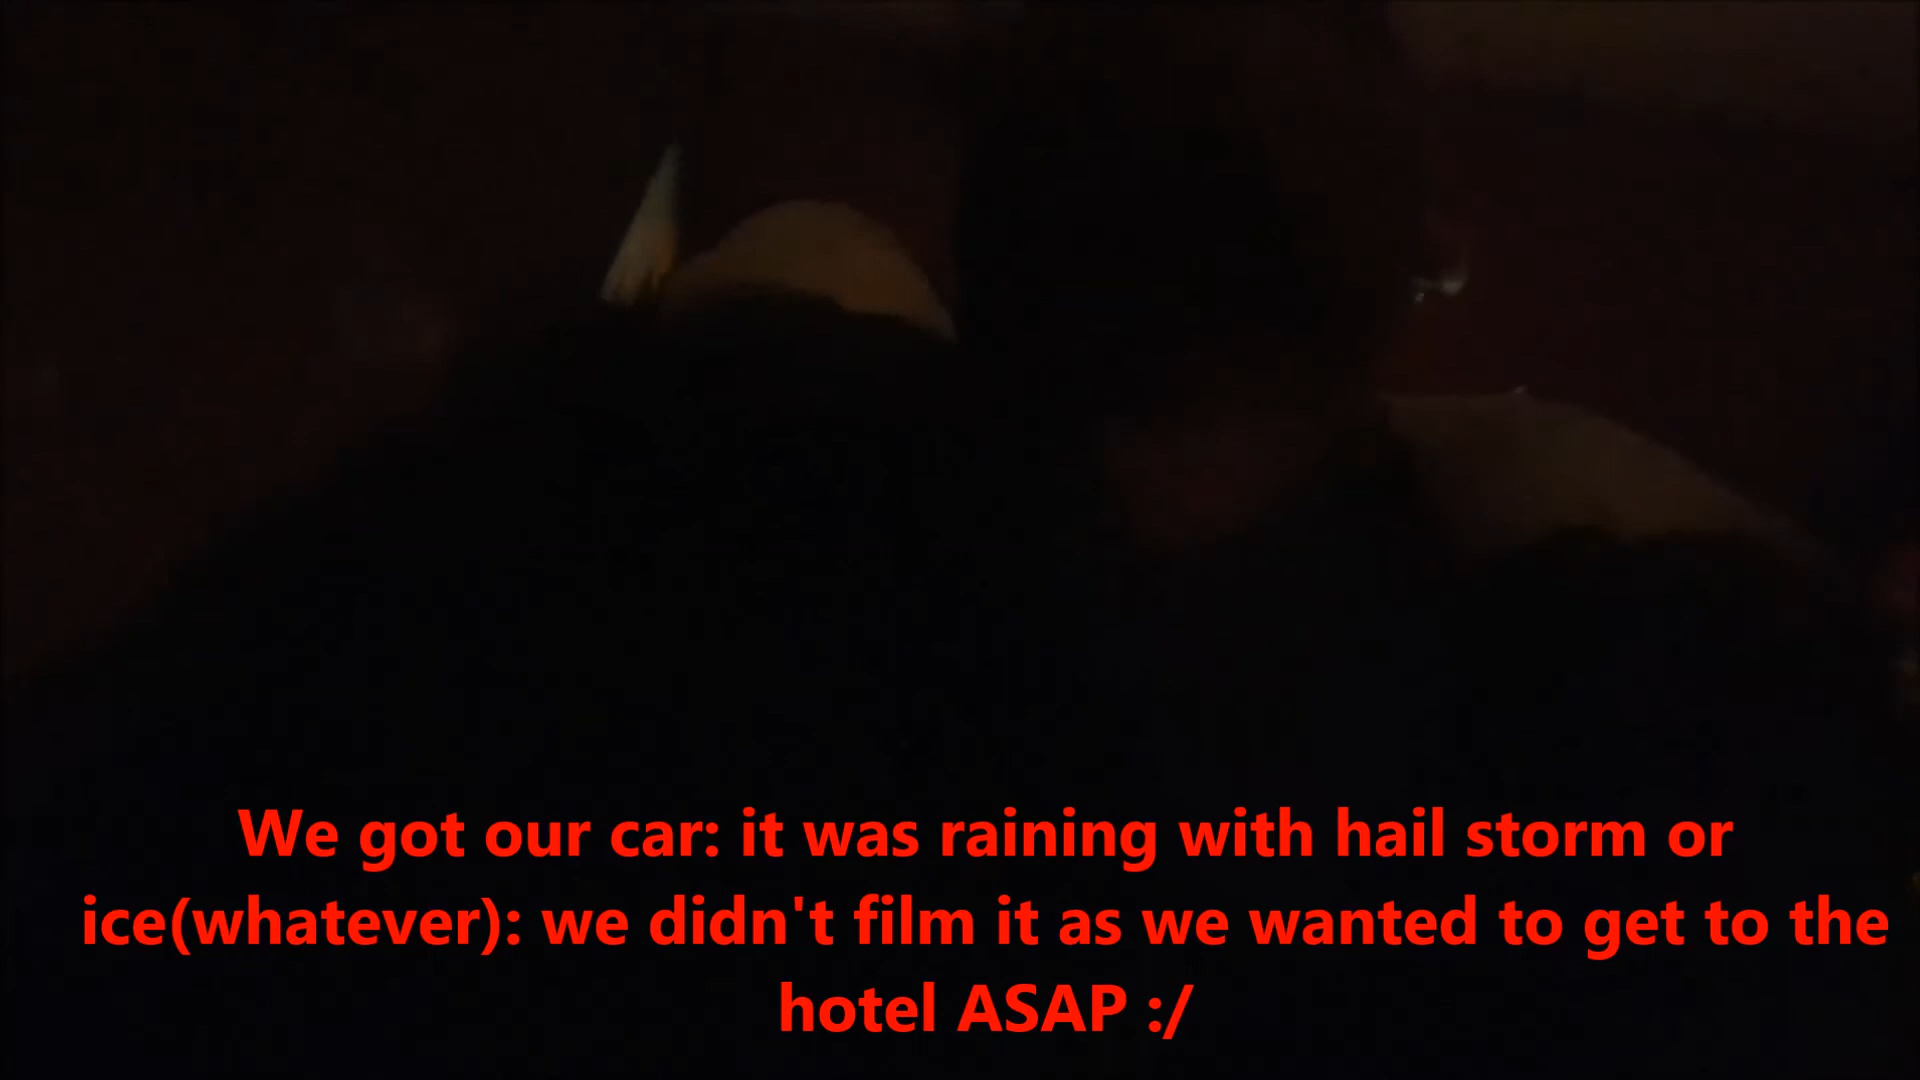 We got our car: it was raining with hail storm or
ice(whatever): we didn't film it as we wanted to get to the
hotel ASAP :/